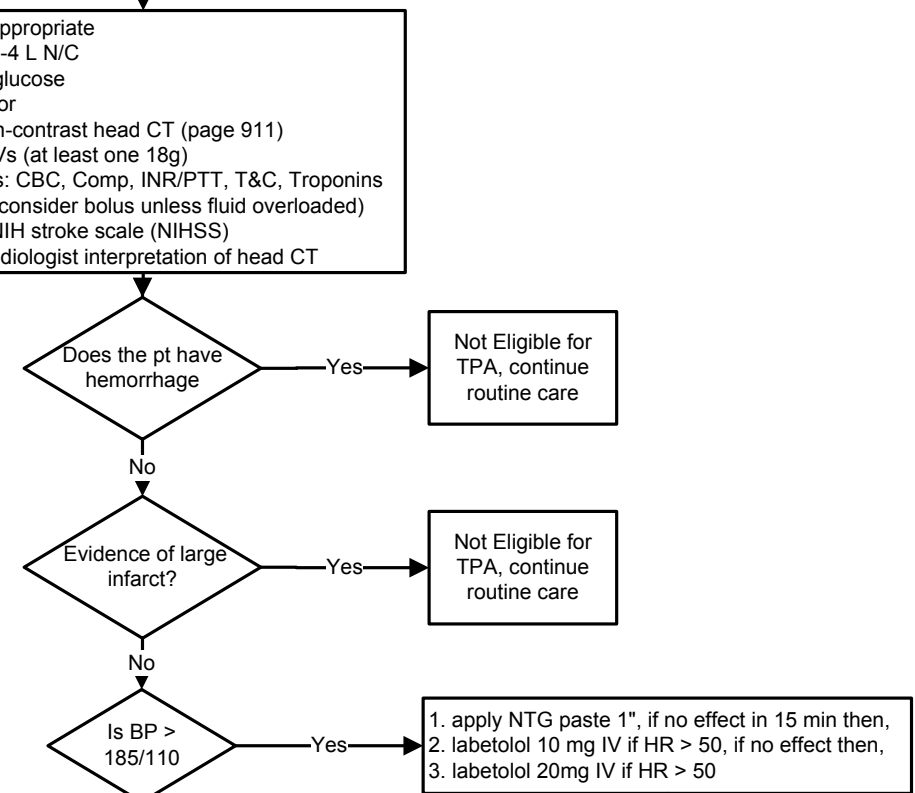 ppropriate
-4 L N/C
glucose
or
n-contrast head CT (page 911)
Vs (at least one 18g)
s: CBC, Comp, INR/PTT, T&C, Troponins
consider bolus unless fluid overloaded)
NIH stroke scale (NIHSS)
diologist interpretation of head CT
Does the pt have
hemorrhage
Yes
Not Eligible for
TPA, continue
routine care
No
Evidence of large
infarct?
Yes
Not Eligible for
TPA, continue
routine care
No
Is BP >
185/110
Yes
1. apply NTG paste 1", if no effect in 15 min then,
2. labetolol 10 mg IV if HR > 50, if no effect then,
3. labetolol 20mg IV if HR > 50